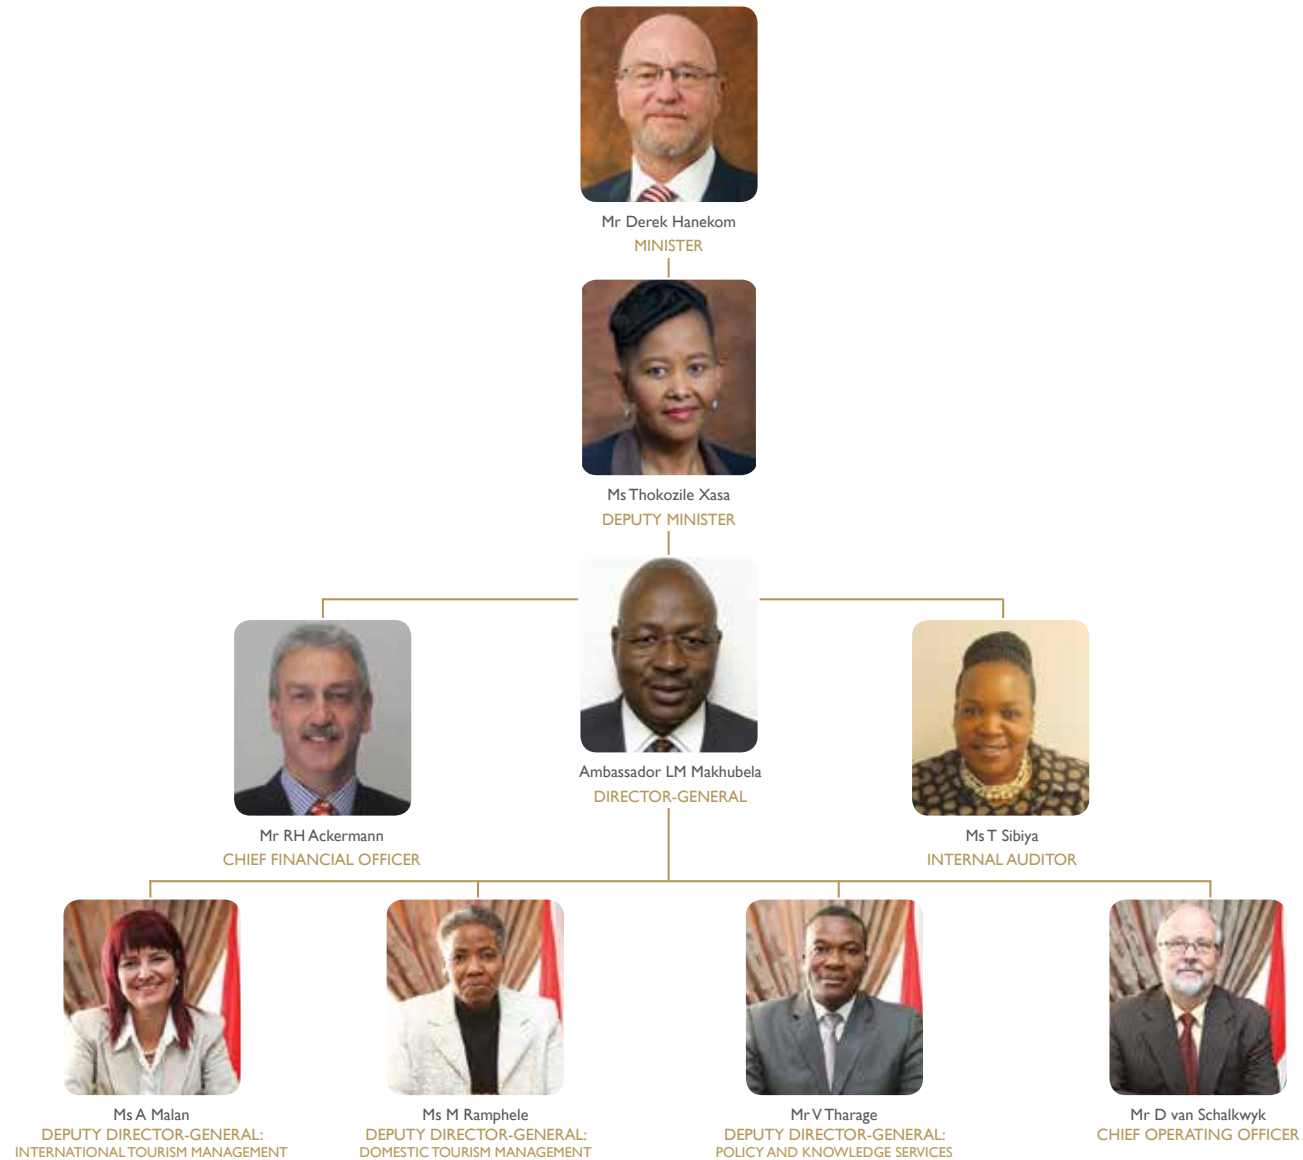 Mr Derek Hanekom
MINISTER
Ms Thokozile Xasa
DEPUTY MINISTER
Ambassador LM Makhubela
DIRECTOR-GENERAL
Mr RH Ackermann
CHIEF FINANCIAL OFFICER
Ms T Sibiya
INTERNAL AUDITOR
Ms A Malan
DEPUTY DIRECTOR-GENERAL:
INTERNATIONAL TOURISM MANAGEMENT
Ms M Ramphele
DEPUTY DIRECTOR-GENERAL:
DOMESTIC TOURISM MANAGEMENT
Mr V Tharage
DEPUTY DIRECTOR-GENERAL:
POLICY AND KNOWLEDGE SERVICES
Mr D van Schalkwyk
CHIEF OPERATING OFFICER